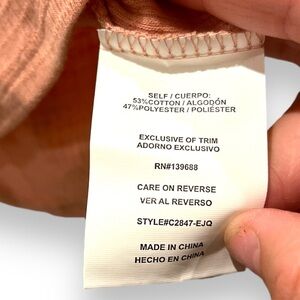 SELF / CUERPO:
53%COTTON / ALGODÓN
47%POLYESTER / POLIÉSTER
EXCLUSIVE OF TRIM
ADORNO EXCLUSIVO
RN#139688
CARE ON REVERSE
VER AL REVERSO
STYLE#C2847-EJQ
MADE IN CHINA
HECHO EN CHINA